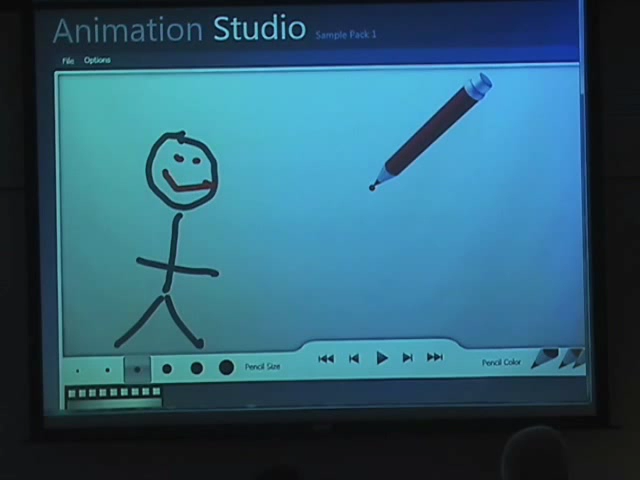 Animation Studio Sample Pack 1
File Options
Pencil Size
Pencil Color